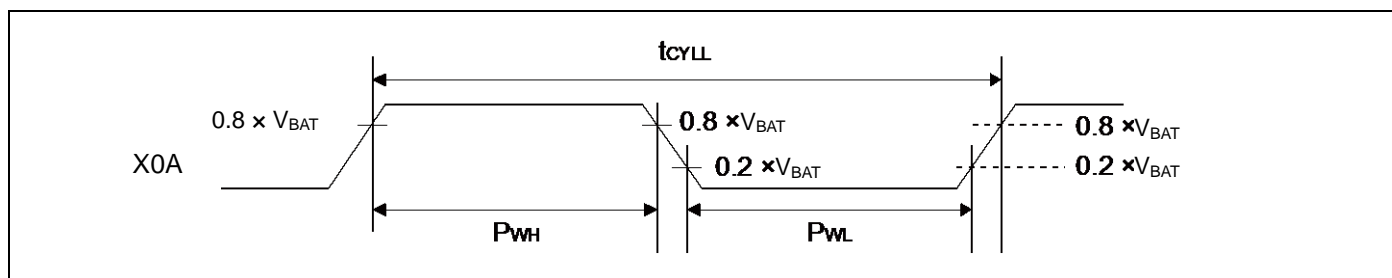 tCYLL
0.8 × VBAT
0.8 ×VBAT
0.8 ×VBAT
X0A
0.2 ×VBAT
0.2 ×VBAT
PWH
PWL